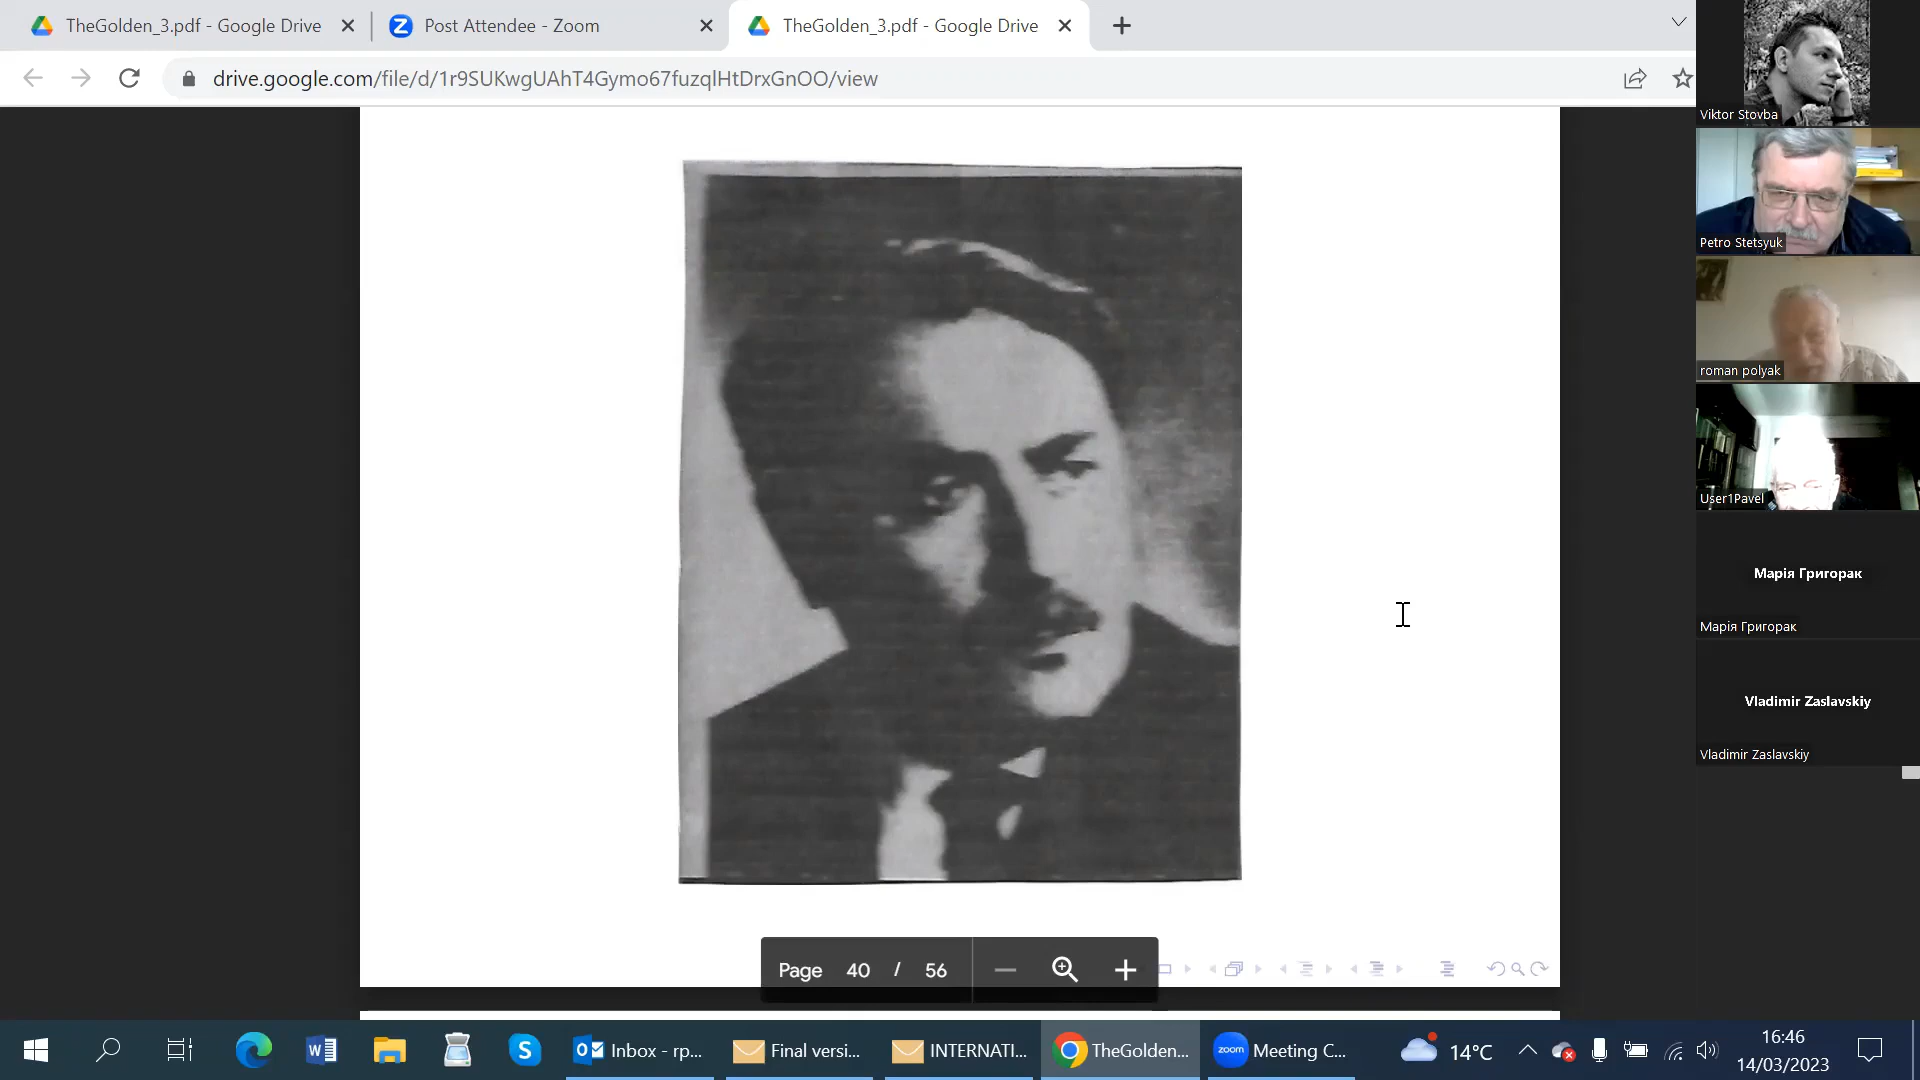 TheGolden_3.pdf - Google Drive
Post Attendee - Zoom
TheGolden_3.pdf - Google Drive
drive.google.com/file/d/1r9SUKwgUAhT4Gymo67fuzqlHtDrxGnOO/view
Viktor Stovba
Petro Stetsyuk
roman polyak
User1Pavel
Марія Григорак
Марія Григорак
Vladimir Zaslavskiy
Vladimir Zaslavskiy
Page 40 / 56
Inbox - rp...
Final versi...
INTERNATI...
TheGolden...
zoom
Meeting C...
14°C
16:46
14/03/2023